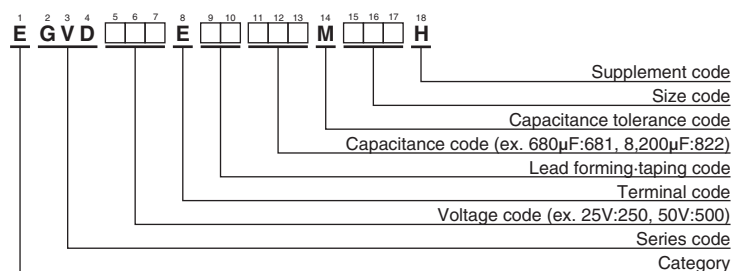 1 2 3 4 5 6 7 8 9 10 11 12 13 14 15 16 17 18
E G V D E M H
Supplement code
Size code
Capacitance tolerance code
Capacitance code (ex. 680µF:681, 8,200µF:822)
Lead forming·taping code
Terminal code
Voltage code (ex. 25V:250, 50V:500)
Series code
Category